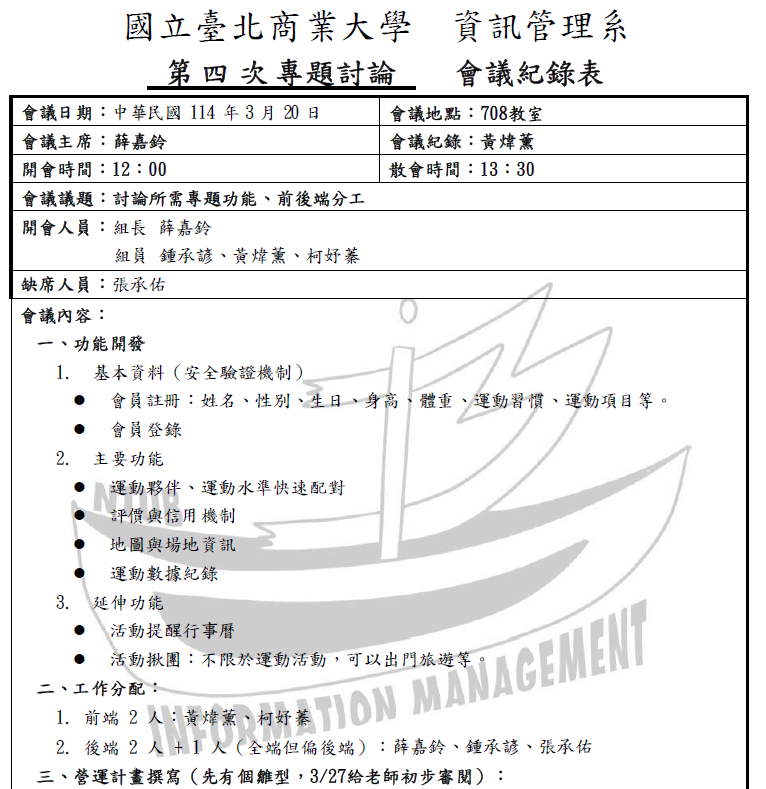 國立臺北商業大學 資訊管理系
第四次專題討論 會議紀錄表
會議日期：中華民國 114 年 3 月 20 日 會議地點：708教室
會議主席：薛嘉鈴 會議紀錄：黃煒薰
開會時間：12：00 散會時間：13：30
會議議題：討論所需專題功能、前後端分工
開會人員：組長 薛嘉鈴
組員 鍾承諺、黃煒薰、柯妤蓁
缺席人員：張承佑
會議內容：
一、功能開發
1. 基本資料（安全驗證機制）
● 會員註冊：姓名、性別、生日、身高、體重、運動習慣、運動項目等。
● 會員登錄
2. 主要功能
● 運動夥伴、運動水準快速配對
● 評價與信用機制
● 地圖與場地資訊
● 運動數據紀錄
3. 延伸功能
● 活動提醒行事曆
● 活動揪團：不限於運動活動，可以出門旅遊等。
二、工作分配：
1. 前端 2 人：黃煒薰、柯妤蓁
2. 後端 2 人 + 1 人（全端但偏後端）：薛嘉鈴、鍾承諺、張承佑
三、營運計畫撰寫（先有個雛型，3/27給老師初步審閱）：
NTUB
INFORMATION MANAGEMENT